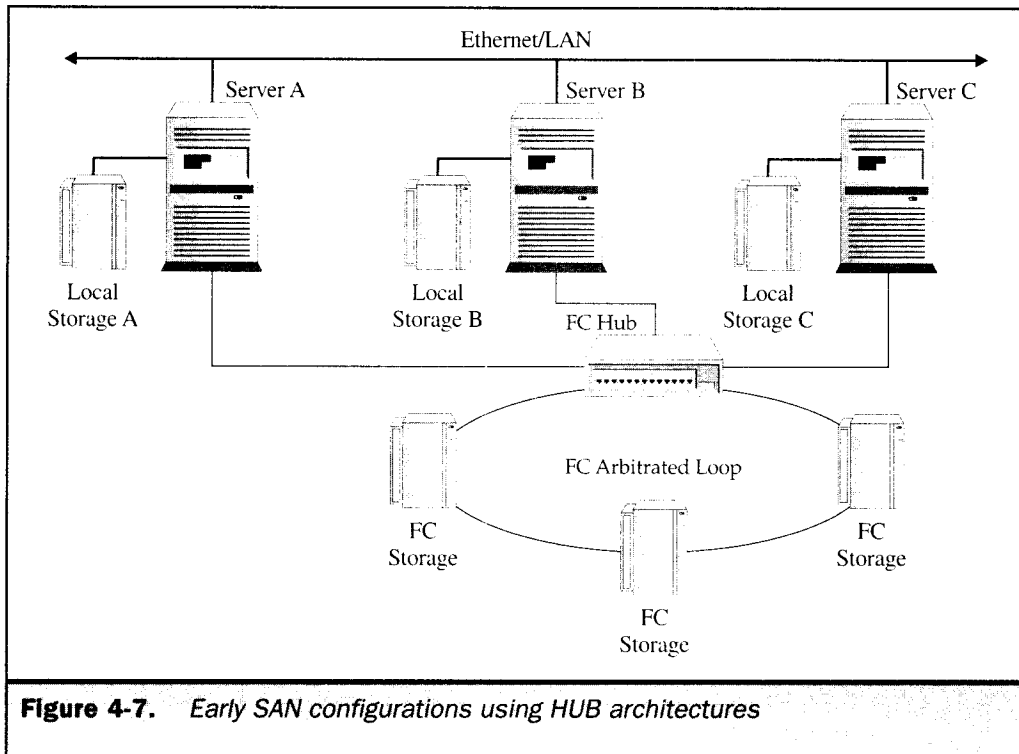 Ethernet/LAN
Server A
Server B
Server C
Local
Storage A
Local
Storage B
FC Hub
Local
Storage C
FC Arbitrated Loop
FC
Storage
FC
Storage
FC
Storage
Figure 4-7. Early SAN configurations using HUB architectures